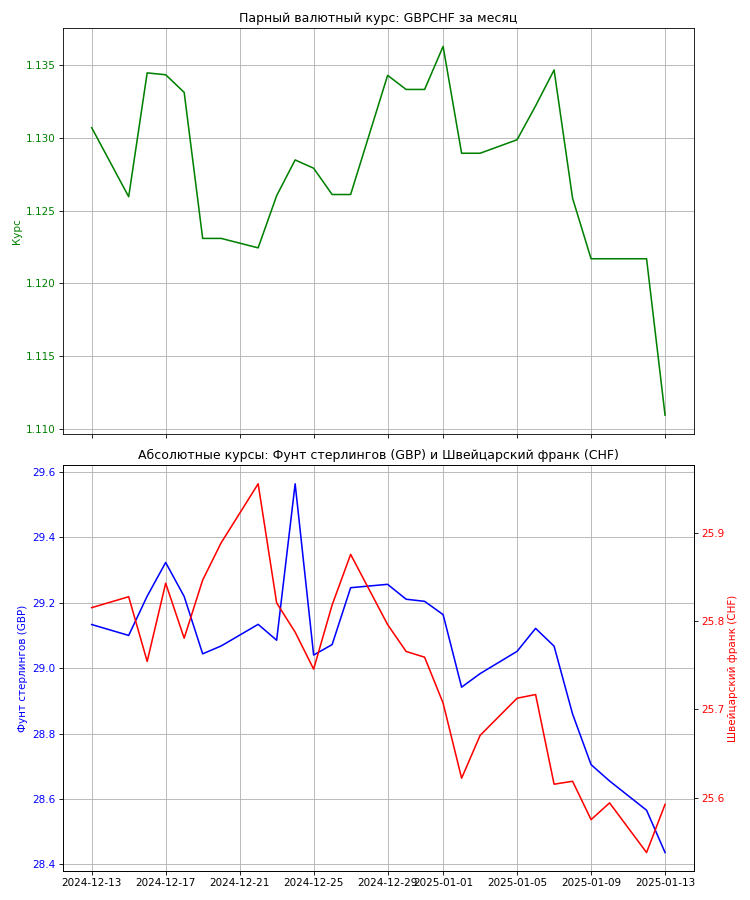 Парный валютный курс: GBPCHF за месяц
1.135
1.130
1.125
1.120
1.115
1.110
Курс
Абсолютные курсы: Фунт стерлингов (GBP) и Швейцарский франк (CHF)
29.6
29.4
29.2
29.0
28.8
28.6
28.4
Фунт стерлингов (GBP)
25.9
25.8
25.7
25.6
Швейцарский франк (CHF)
2024-12-13 2024-12-17 2024-12-21 2024-12-25 2024-12-29 2025-01-01 2025-01-05 2025-01-09 2025-01-13